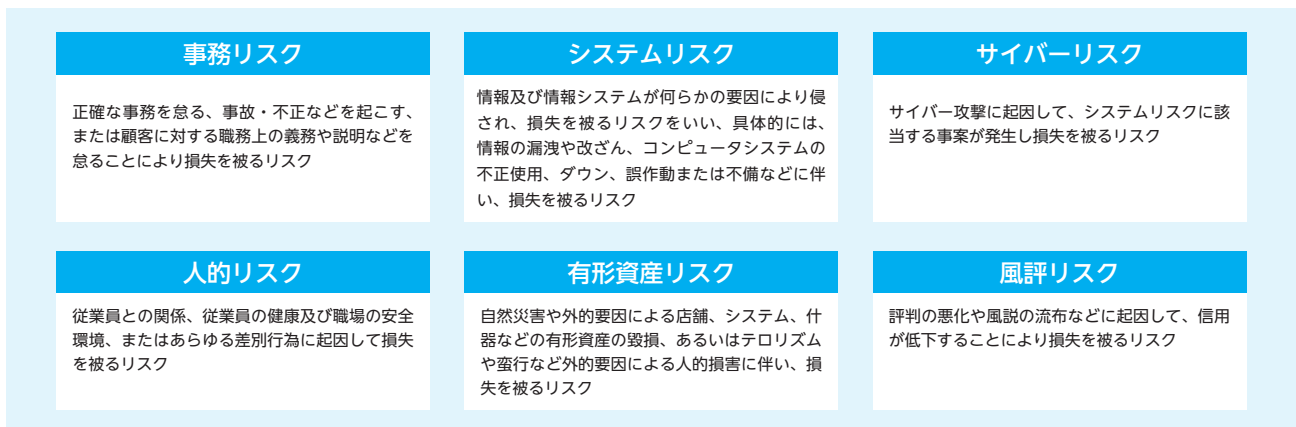 事務リスク
正確な事務を怠る、事故・不正などを起こす、
または顧客に対する職務上の義務や説明などを
怠ることにより損失を被るリスク
システムリスク
情報及び情報システムが何らかの要因により侵
され、損失を被るリスクをいい、具体的には、
情報の漏洩や改ざん、コンピュータシステムの
不正使用、ダウン、誤作動または不備などに伴
い、損失を被るリスク
サイバーリスク
サイバー攻撃に起因して、システムリスクに該
当する事案が発生し損失を被るリスク
人的リスク
従業員との関係、従業員の健康及び職場の安全
環境、またはあらゆる差別行為に起因して損失
を被るリスク
有形資産リスク
自然災害や外的要因による店舗、システム、什
器などの有形資産の毀損、あるいはテロリズム
や蛮行など外的要因による人的損害に伴い、損
失を被るリスク
風評リスク
評判の悪化や風説の流布などに起因して、信用
が低下することにより損失を被るリスク